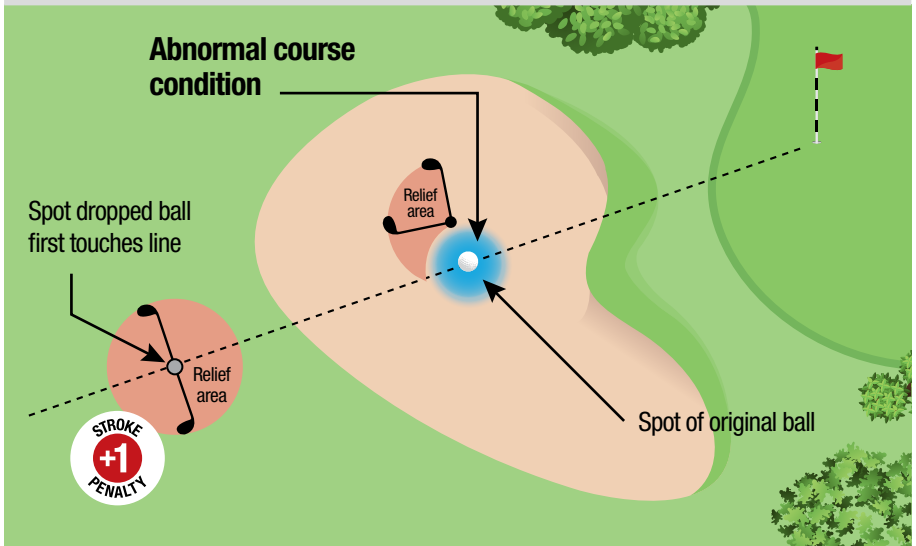 Abnormal course
condition
Relief
area
Spot dropped ball
first touches line
Relief
area
Spot of original ball
STROKE
+1
PENALTY